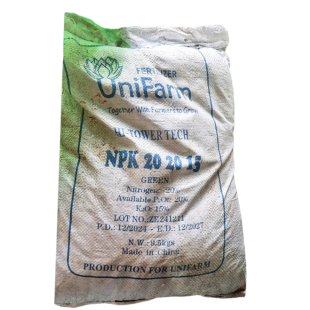 FERTILIZER
UniFarm
Together With Farmers to Grow
HI-TOWER TECH
NPK 20 20 15
GREEN
Nitrogen: 20%
Available P₂O₅: 20%
K₂O: 15%
LOT NO: ZE241211
P.D.: 12/2024 - E.D.: 12/2027
N.W.: 9.5kgs
Made in China
PRODUCTION FOR UNIFARM